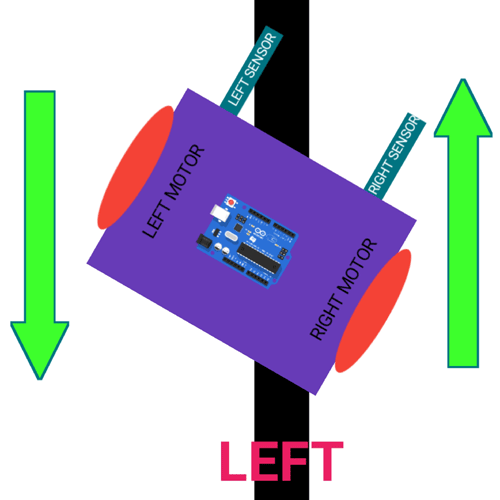 LEFT SENSOR
RIGHT SENSOR
LEFT MOTOR
RIGHT MOTOR
LEFT